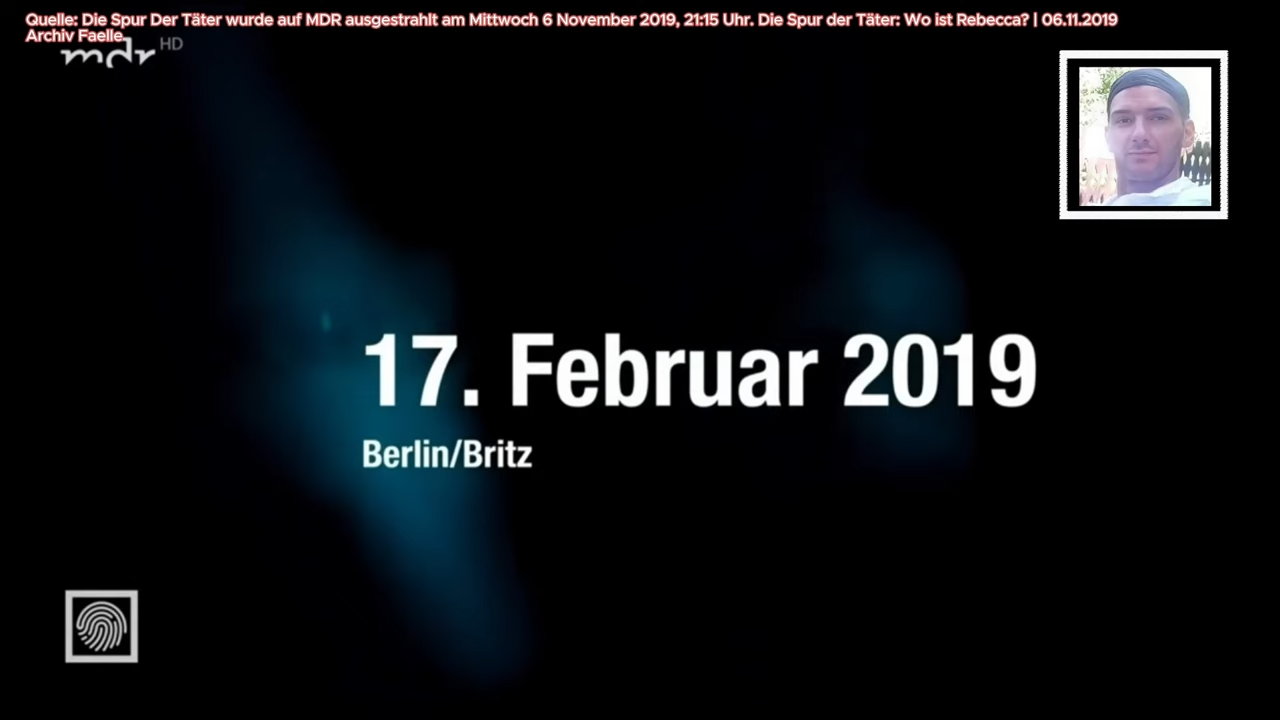 Quelle: Die Spur Der Täter wurde auf MDR ausgestrahlt am Mittwoch 6 November 2019, 21:15 Uhr. Die Spur der Täter: Wo ist Rebecca? | 06.11.2019
Archiv Faelle.
mdr HD
17. Februar 2019
Berlin/Britz